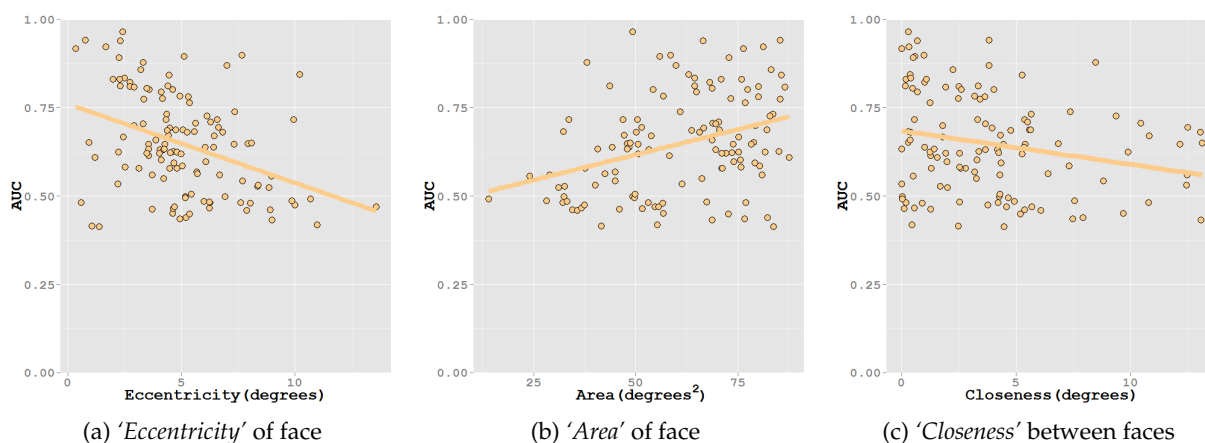 1.00
0.75
0.50
0.25
0.00
AUC
0
5
10
Eccentricity(degrees)
(a) ‘Eccentricity’ of face
1.00
0.75
0.50
0.25
0.00
AUC
25
50
75
Area(degrees²)
(b) ‘Area’ of face
1.00
0.75
0.50
0.25
0.00
AUC
0
5
10
Closeness(degrees)
(c) ‘Closeness’ between faces